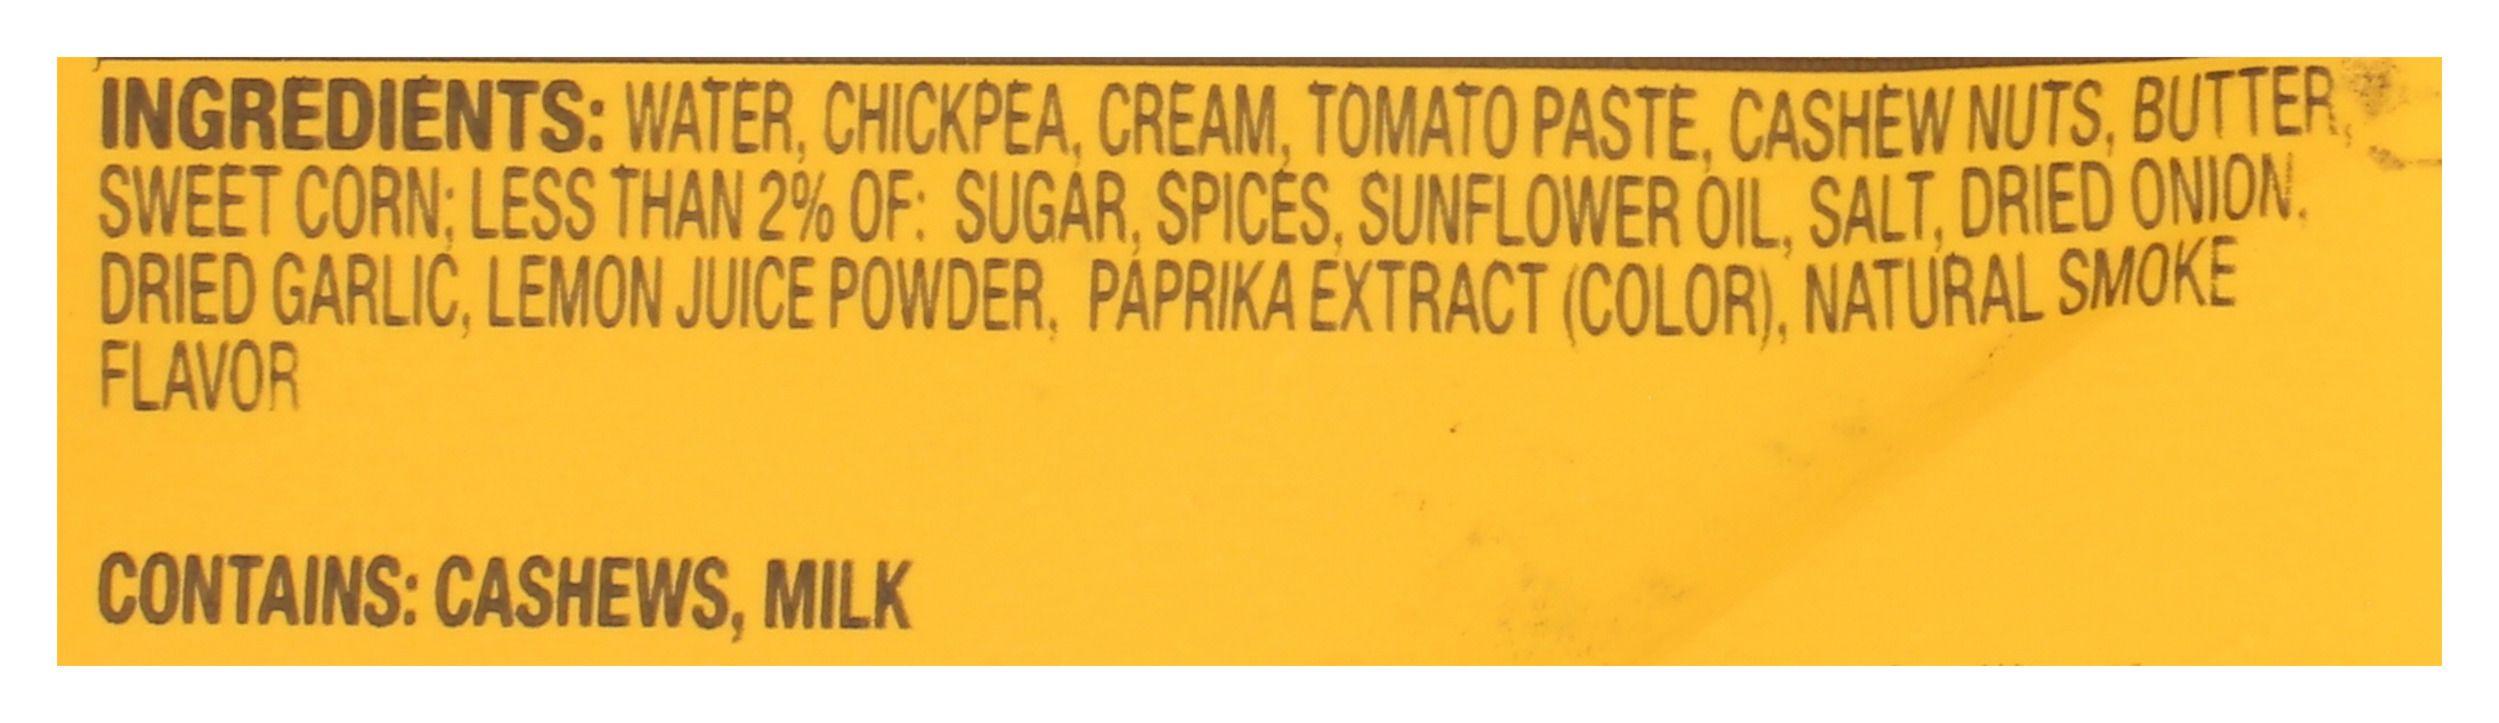 INGREDIENTS: WATER, CHICKPEA, CREAM, TOMATO PASTE, CASHEW NUTS, BUTTER,
SWEET CORN; LESS THAN 2% OF: SUGAR, SPICES, SUNFLOWER OIL, SALT, DRIED ONION,
DRIED GARLIC, LEMON JUICE POWDER, PAPRIKA EXTRACT (COLOR), NATURAL SMOKE
FLAVOR
CONTAINS: CASHEWS, MILK